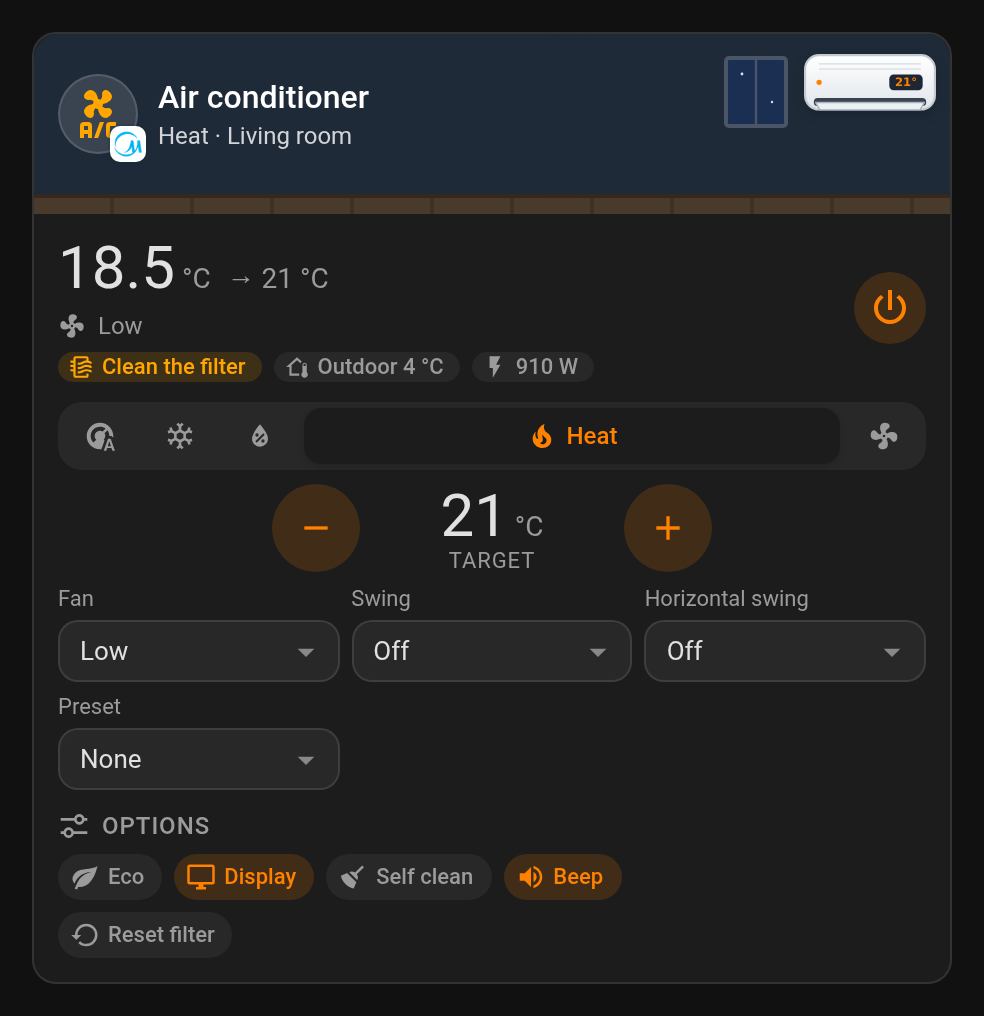 A/C
Air conditioner
Heat · Living room
21°
18.5 °C → 21 °C
Low
Clean the filter Outdoor 4 °C 910 W
A Heat
21 °C
TARGET
Fan Swing Horizontal swing
Low Off Off
Preset
None
OPTIONS
Eco Display Self clean Beep
Reset filter